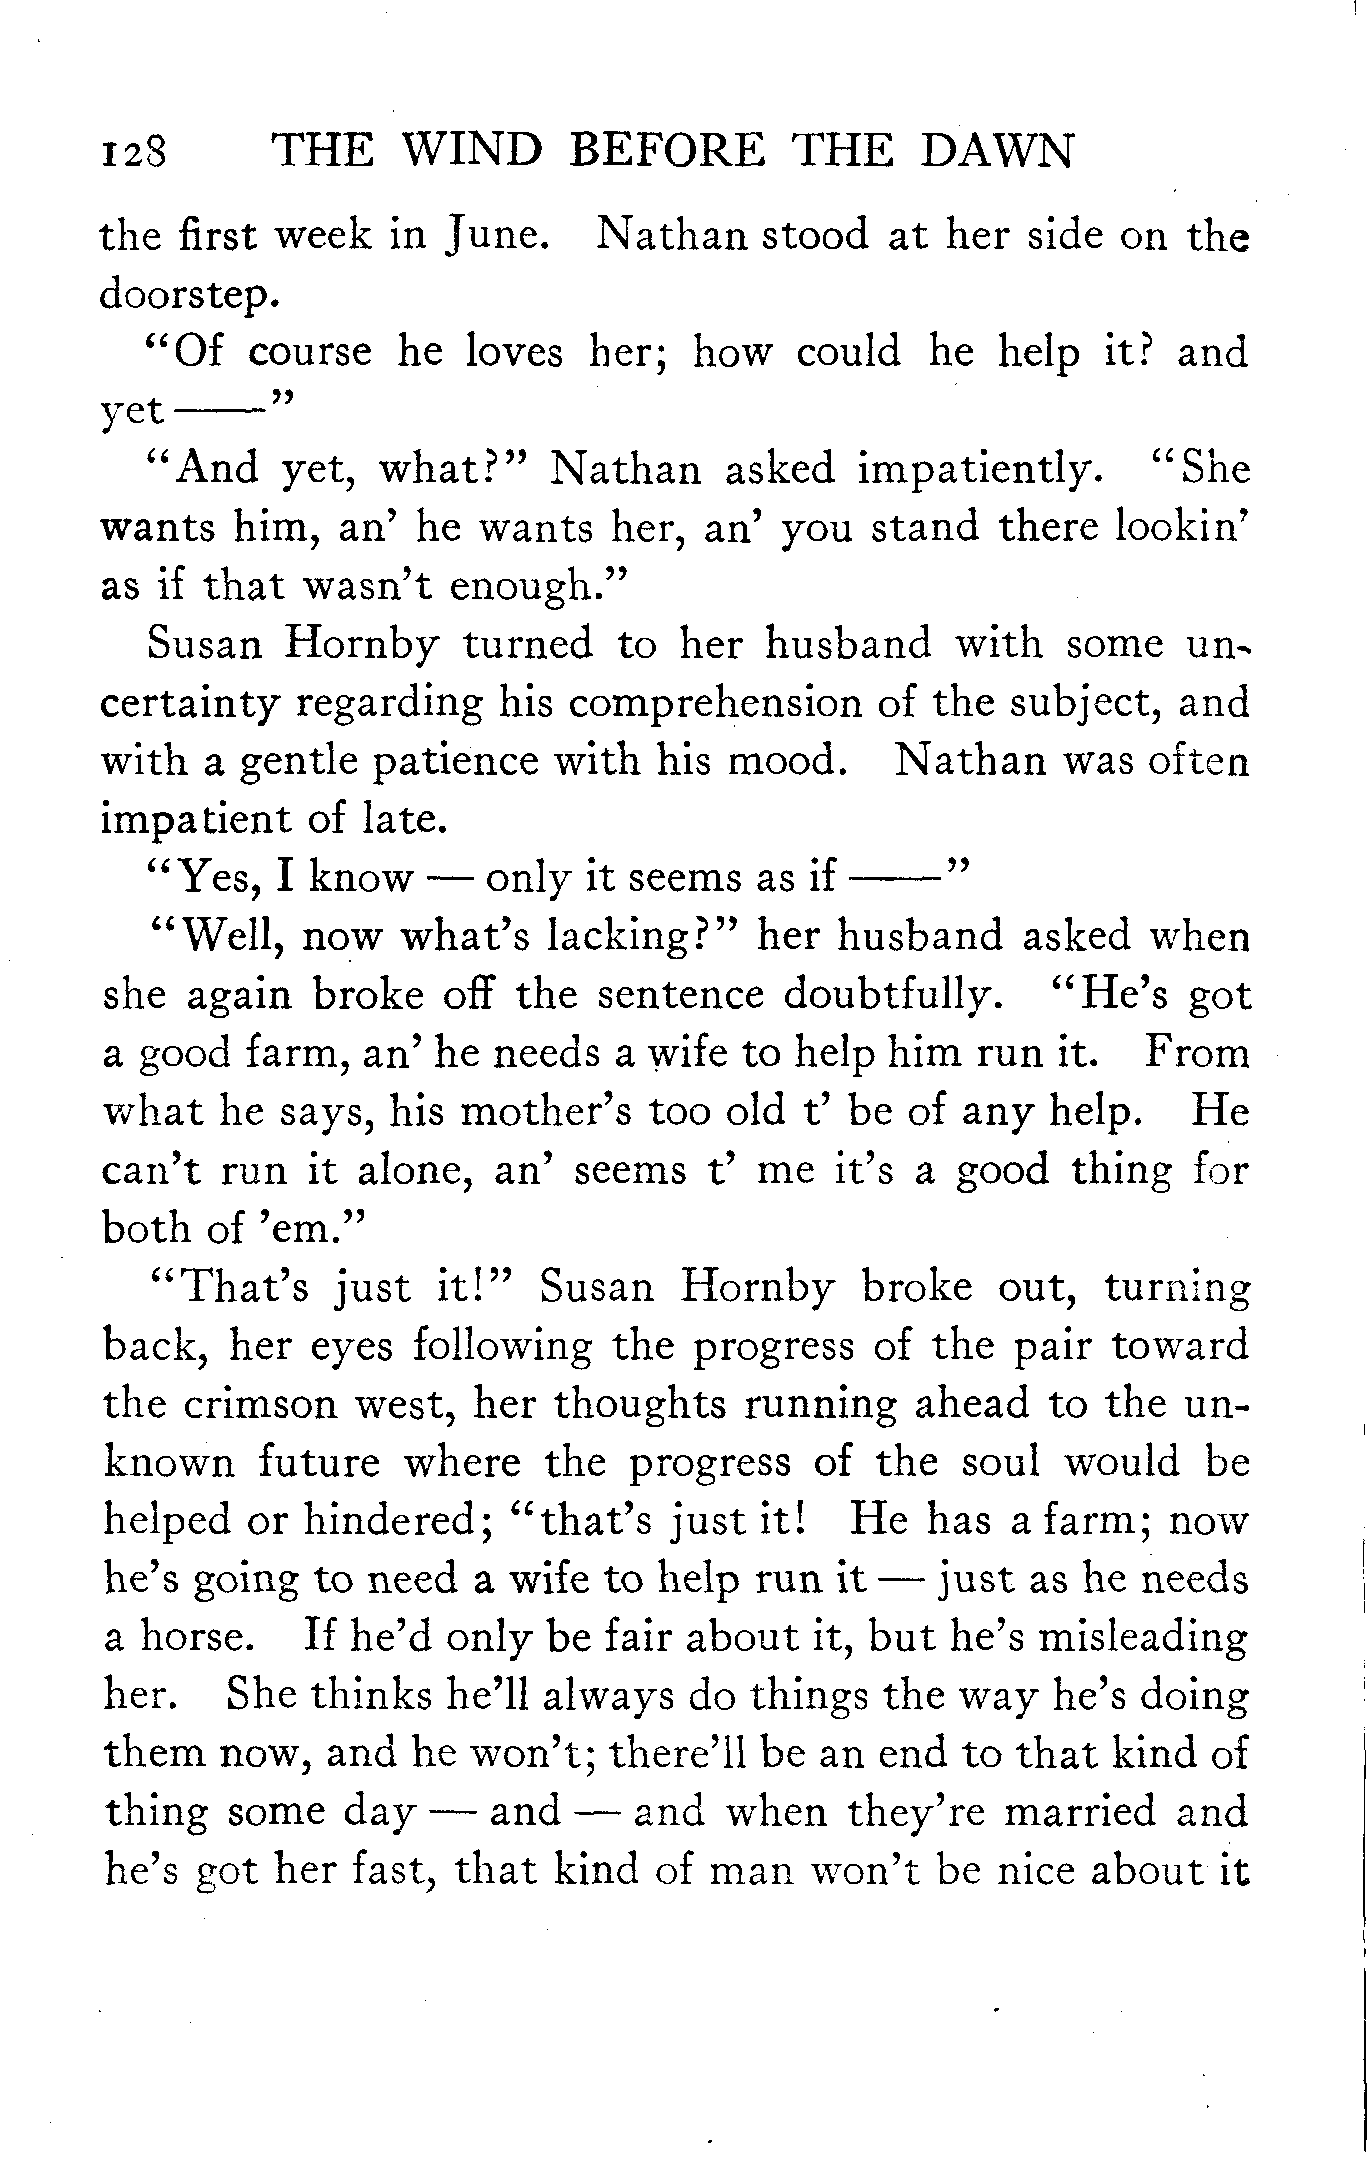 128 THE WIND BEFORE THE DAWN
the first week in June. Nathan stood at her side on the
doorstep.
“Of course he loves her; how could he help it? and
yet ——”
“And yet, what?” Nathan asked impatiently. “She
wants him, an’ he wants her, an’ you stand there lookin’
as if that wasn’t enough.”
Susan Hornby turned to her husband with some un-
certainty regarding his comprehension of the subject, and
with a gentle patience with his mood. Nathan was often
impatient of late.
“Yes, I know — only it seems as if ——”
“Well, now what’s lacking?” her husband asked when
she again broke off the sentence doubtfully. “He’s got
a good farm, an’ he needs a wife to help him run it. From
what he says, his mother’s too old t’ be of any help. He
can’t run it alone, an’ seems t’ me it’s a good thing for
both of ’em.”
“That’s just it!” Susan Hornby broke out, turning
back, her eyes following the progress of the pair toward
the crimson west, her thoughts running ahead to the un-
known future where the progress of the soul would be
helped or hindered; “that’s just it! He has a farm; now
he’s going to need a wife to help run it — just as he needs
a horse. If he’d only be fair about it, but he’s misleading
her. She thinks he’ll always do things the way he’s doing
them now, and he won’t; there’ll be an end to that kind of
thing some day — and — and when they’re married and
he’s got her fast, that kind of man won’t be nice about it